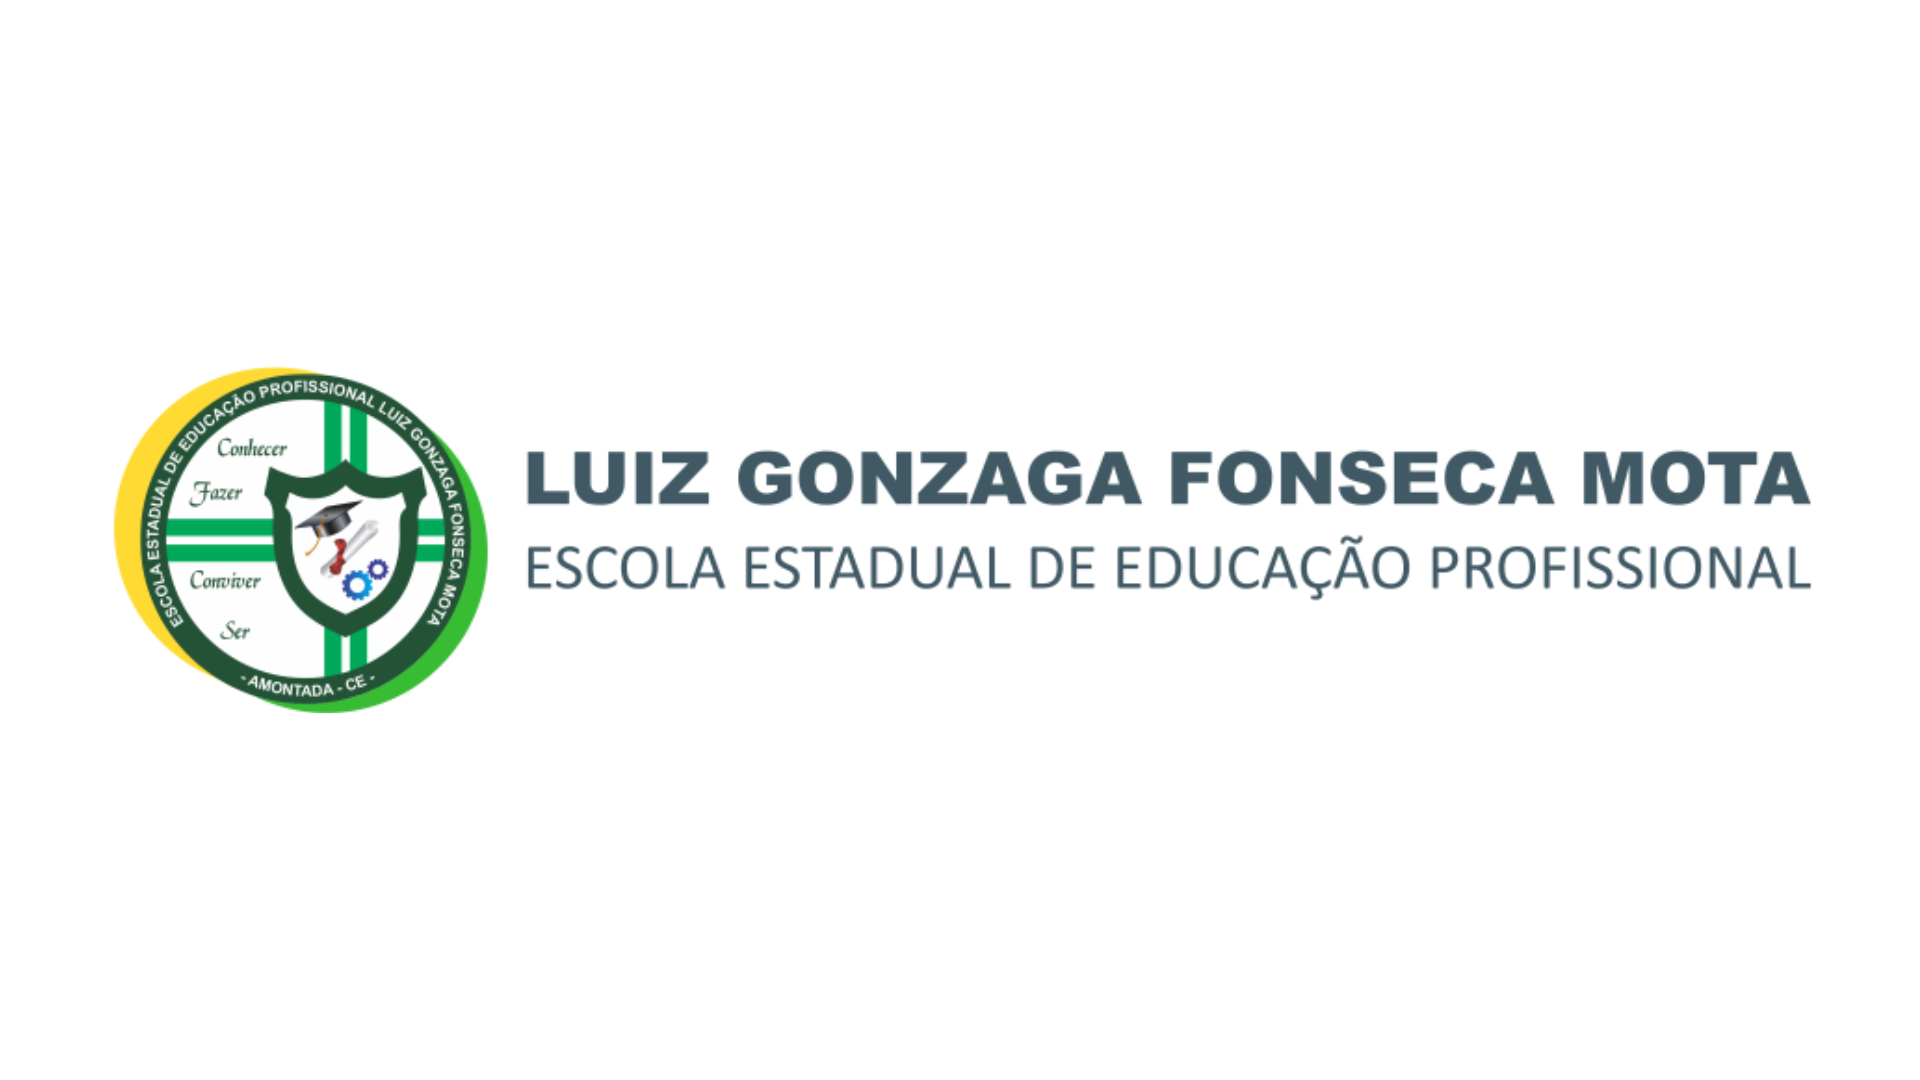 ESCOLA ESTADUAL DE EDUCAÇÃO PROFISSIONAL LUIZ GONZAGA FONSECA MOTA
Conhecer
Fazer
Conviver
Ser
- AMONTADA - CE -
LUIZ GONZAGA FONSECA MOTA
ESCOLA ESTADUAL DE EDUCAÇÃO PROFISSIONAL